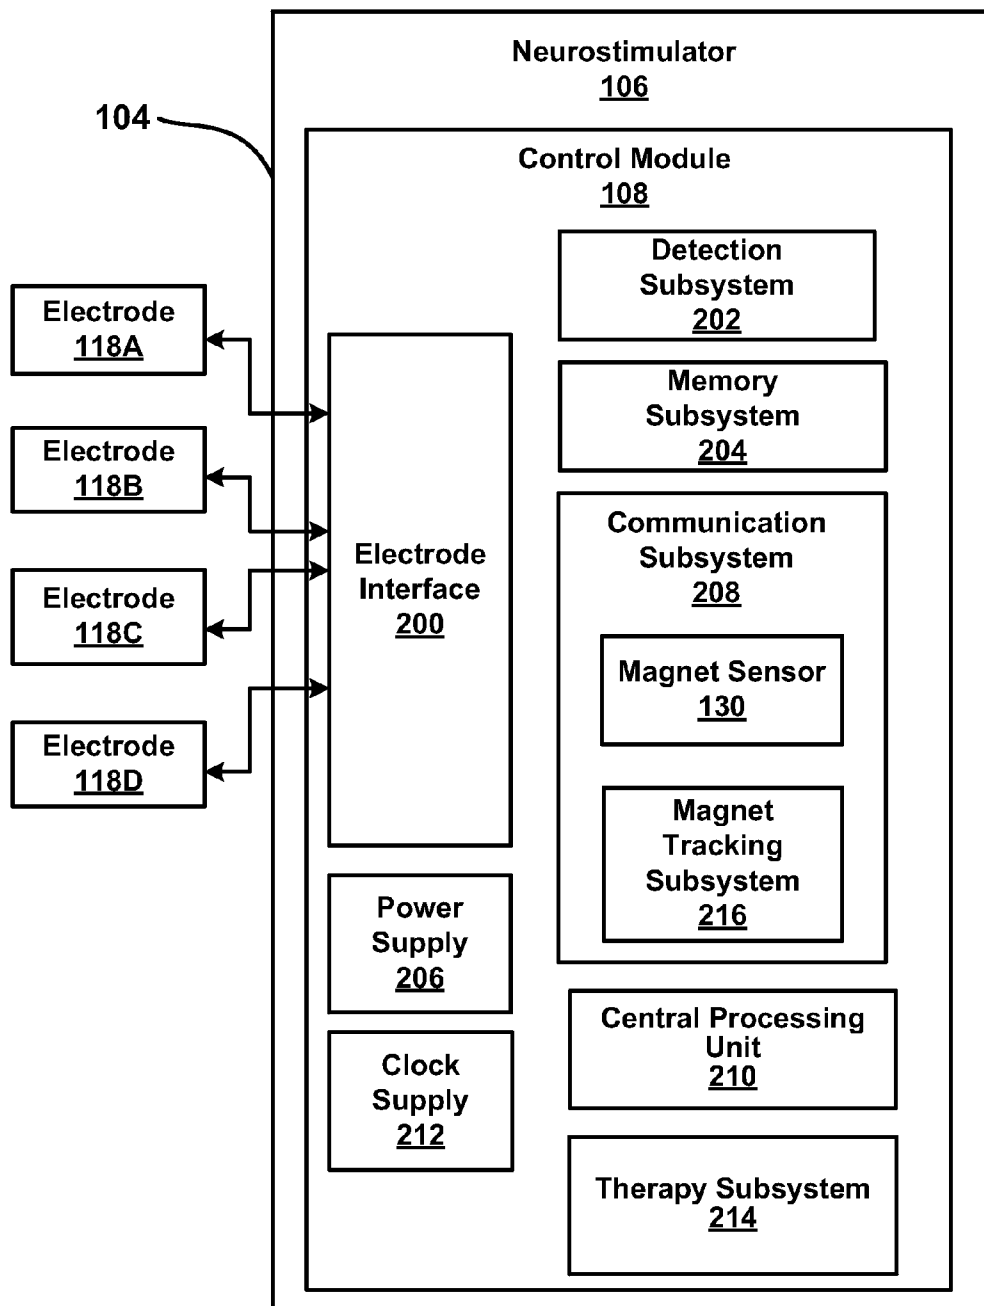 Neurostimulator
106
104
Control Module
108
Detection
Subsystem
202
Electrode
118A
Memory
Subsystem
204
Electrode
118B
Communication
Subsystem
208
Electrode
Interface
200
Electrode
118C
Magnet Sensor
130
Electrode
118D
Magnet
Tracking
Subsystem
216
Power
Supply
206
Central Processing
Unit
210
Clock
Supply
212
Therapy Subsystem
214